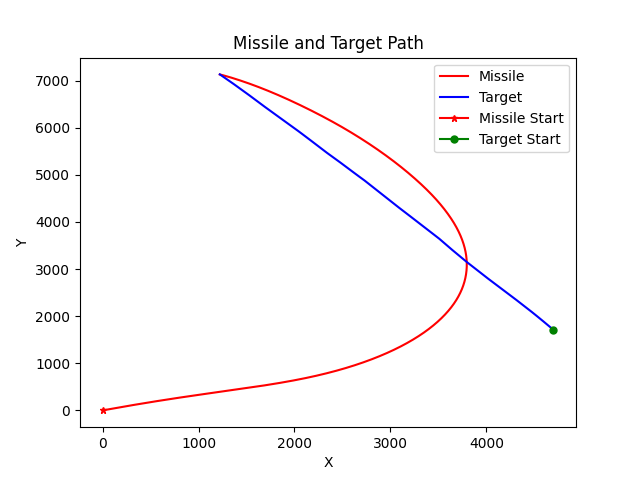 Missile and Target Path
Missile
Target
Missile Start
Target Start
7000
6000
5000
4000
3000
2000
1000
0
Y
0 1000 2000 3000 4000
X